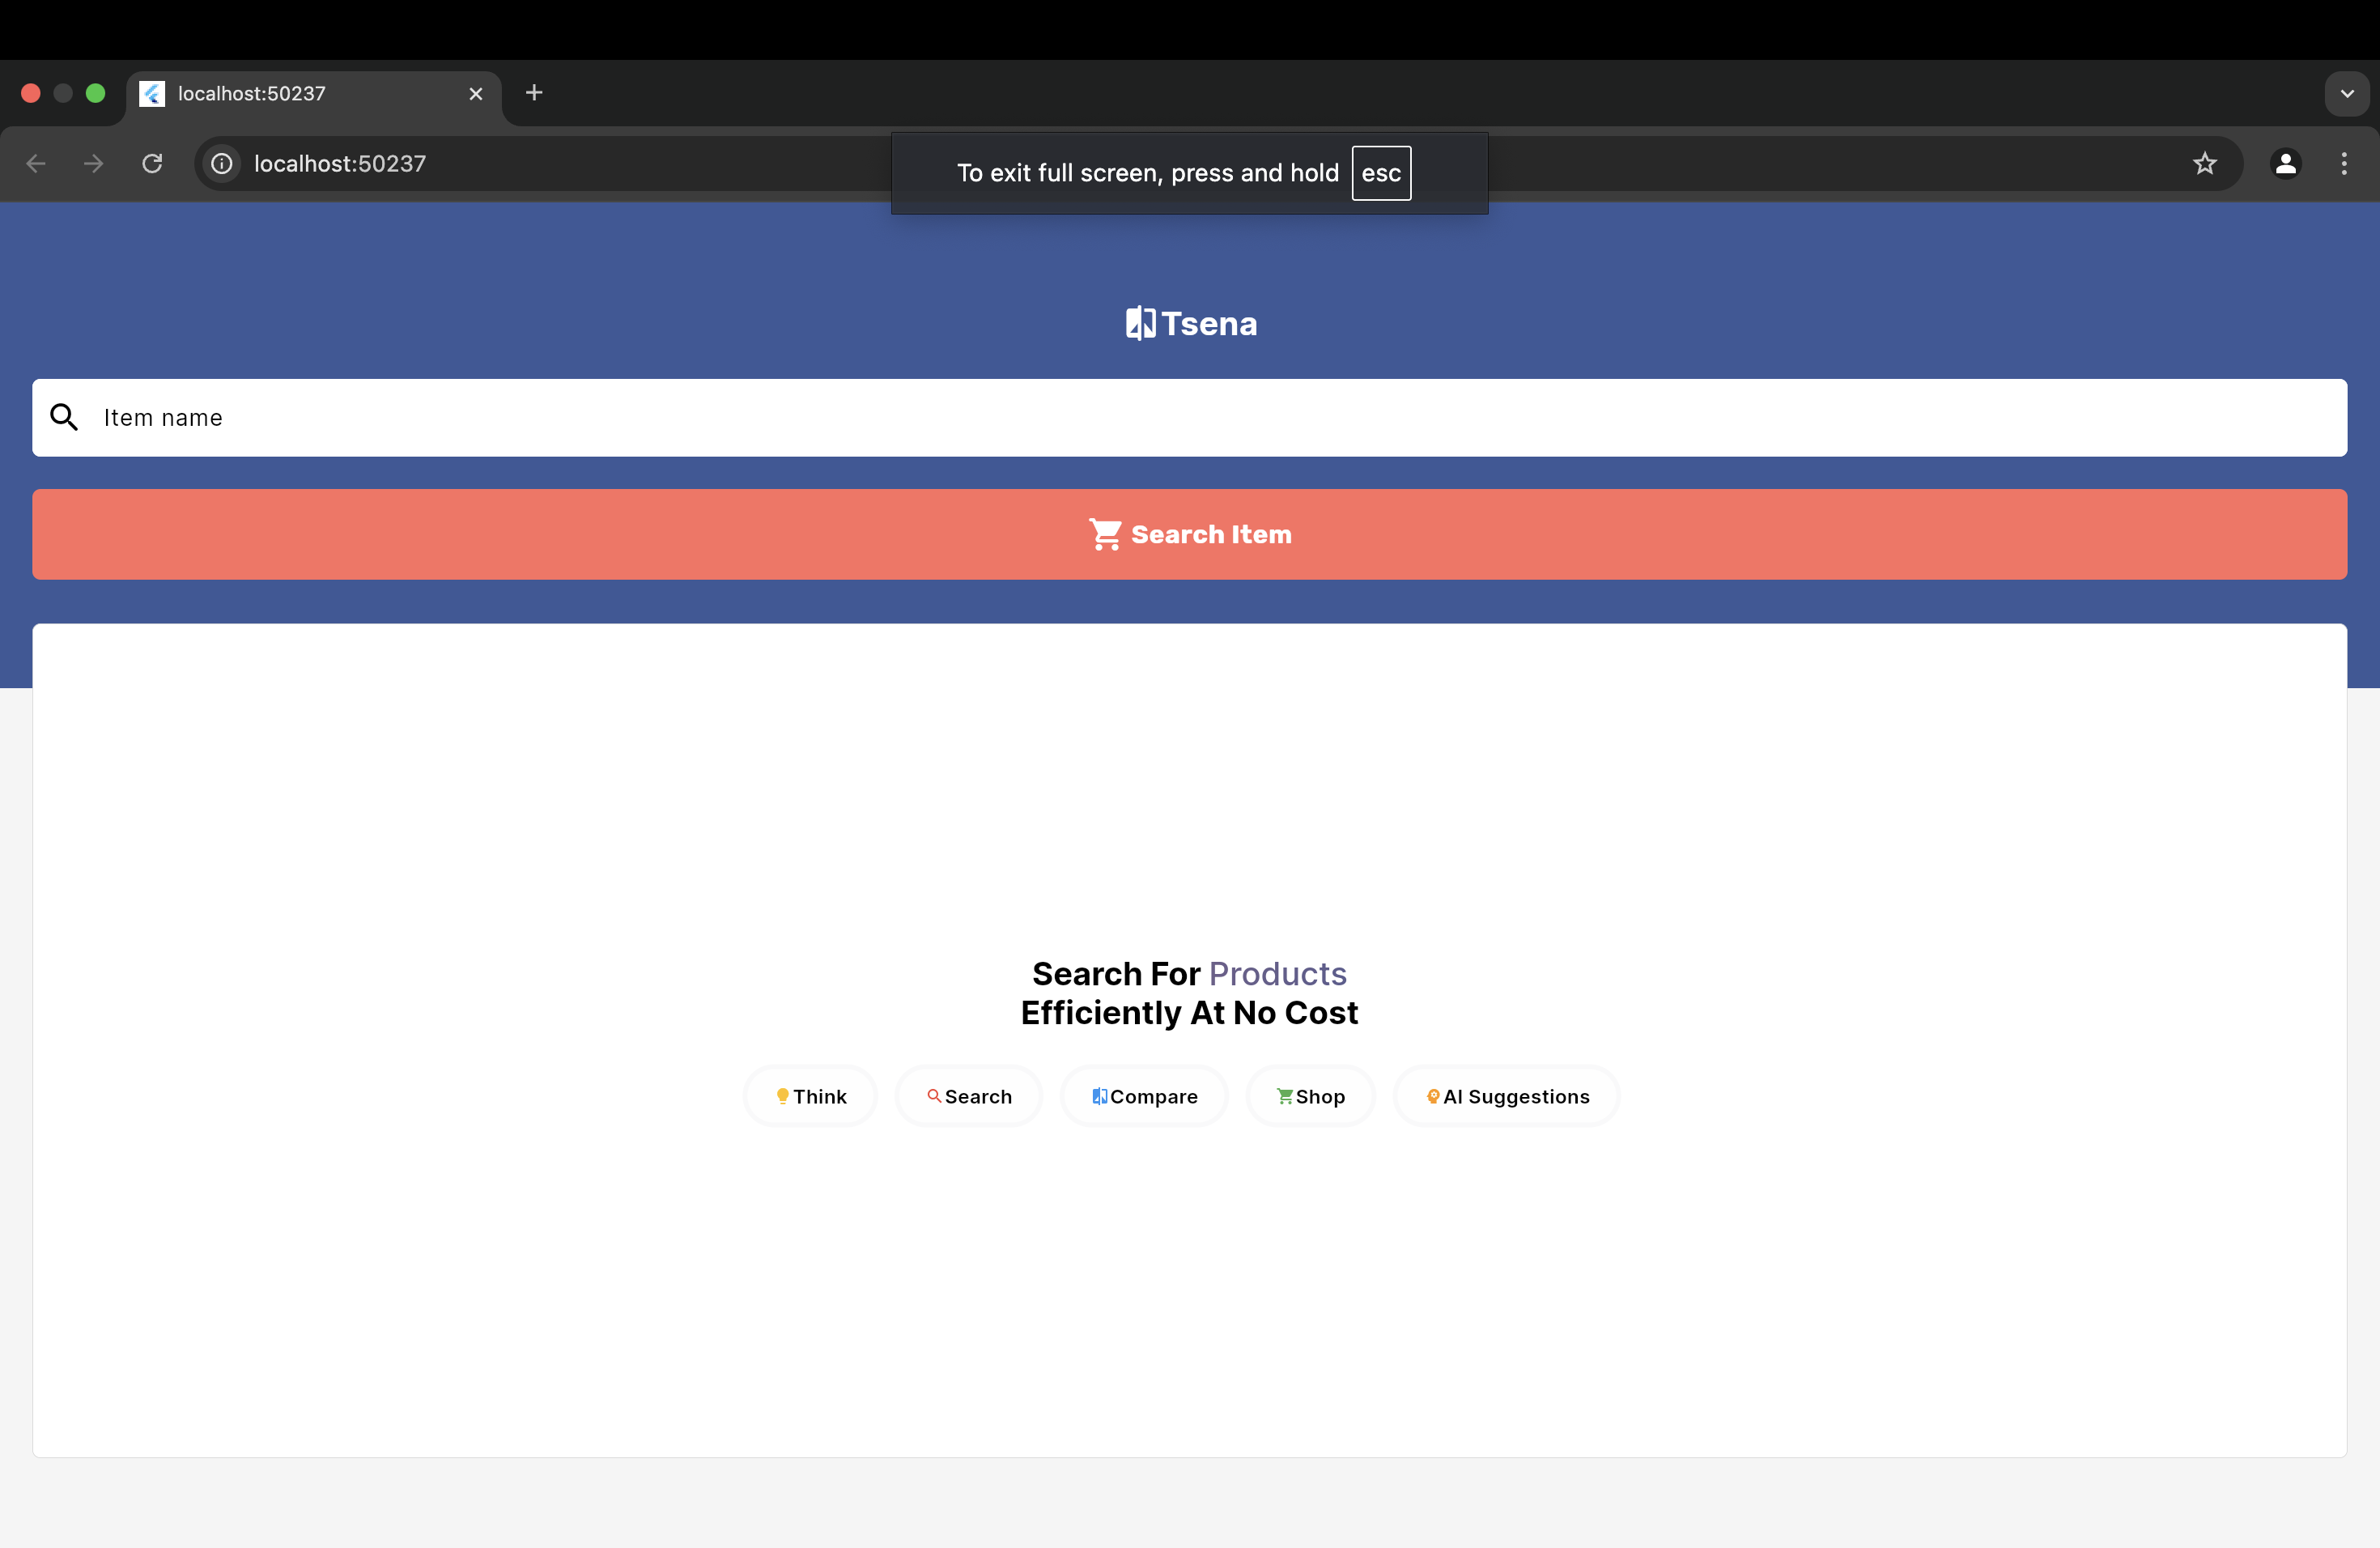 localhost:50237
localhost:50237
To exit full screen, press and hold esc
Tsena
Item name
Search Item
Search For Products
Efficiently At No Cost
Think Search Compare Shop AI Suggestions